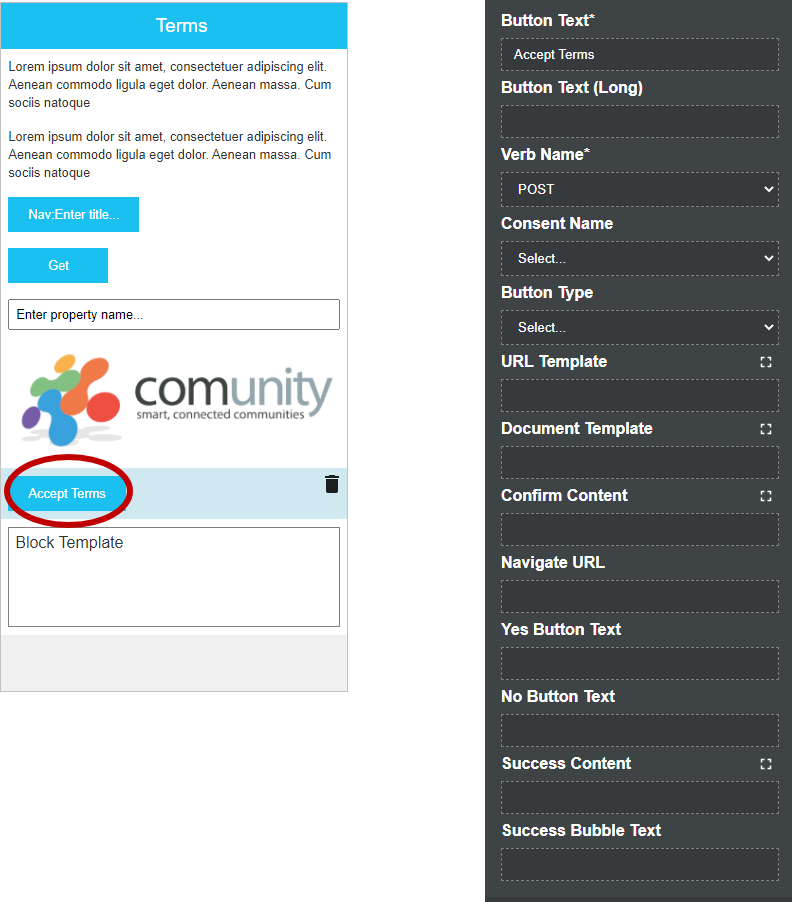 Terms
Lorem ipsum dolor sit amet, consectetuer adipiscing elit.
Aenean commodo ligula eget dolor. Aenean massa. Cum
sociis natoque
Lorem ipsum dolor sit amet, consectetuer adipiscing elit.
Aenean commodo ligula eget dolor. Aenean massa. Cum
sociis natoque
Nav:Enter title...
Get
Enter property name...
comunity
smart, connected communities
Accept Terms
Block Template
Button Text*
Accept Terms
Button Text (Long)
Verb Name*
POST
Consent Name
Select...
Button Type
Select...
URL Template
Document Template
Confirm Content
Navigate URL
Yes Button Text
No Button Text
Success Content
Success Bubble Text